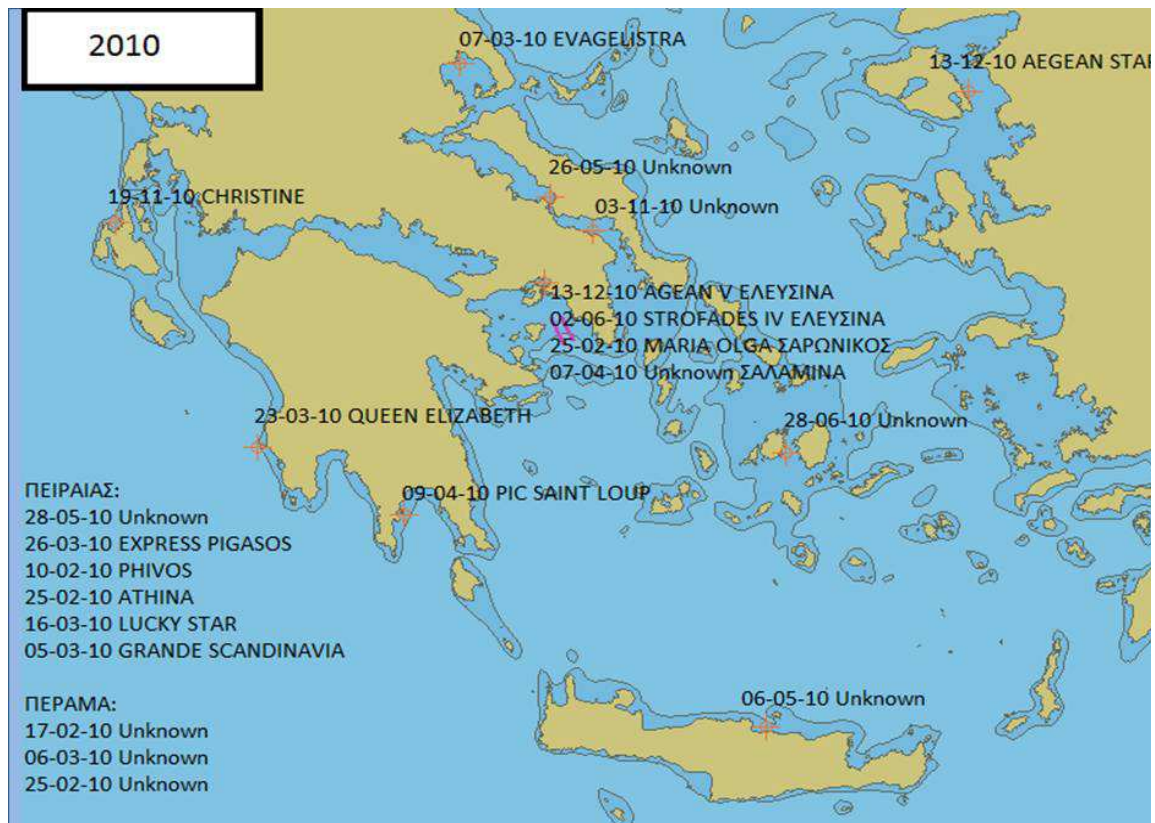 2010
07-03-10 EVAGELISTRA
13-12-10 AEGEAN STAR
26-05-10 Unknown
19-11-10 CHRISTINE
03-11-10 Unknown
13-12-10 AGEAN V ΕΛΕΥΣΙΝΑ
02-06-10 STROFADES IV ΕΛΕΥΣΙΝΑ
25-02-10 MARIA OLGA ΣΑΡΩΝΙΚΟΣ
07-04-10 Unknown ΣΑΛΑΜΙΝΑ
23-03-10 QUEEN ELIZABETH
28-06-10 Unknown
09-04-10 PIC SAINT LOUP
ΠΕΙΡΑΙΑΣ:
28-05-10 Unknown
26-03-10 EXPRESS PIGASOS
10-02-10 PHIVOS
25-02-10 ATHINA
16-03-10 LUCKY STAR
05-03-10 GRANDE SCANDINAVIA
06-05-10 Unknown
ΠΕΡΑΜΑ:
17-02-10 Unknown
06-03-10 Unknown
25-02-10 Unknown